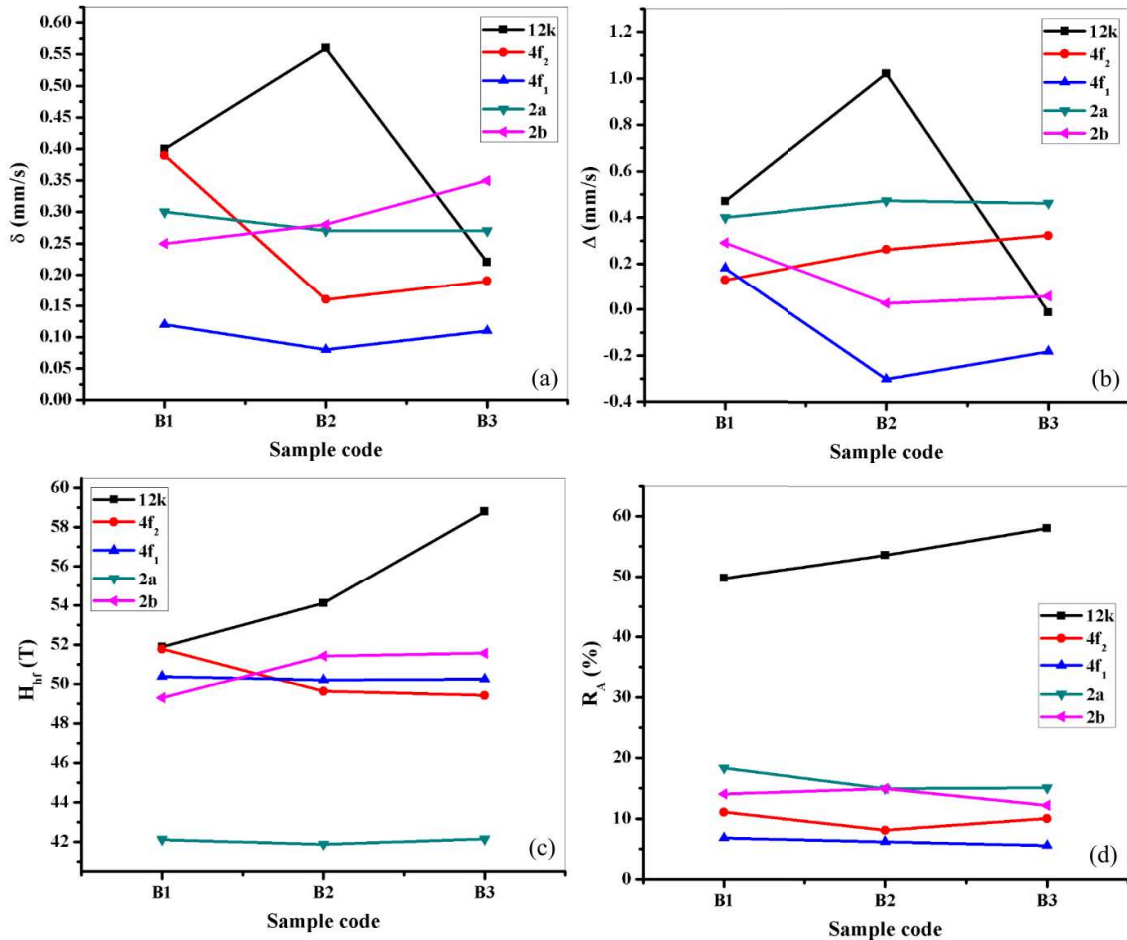 0.60
0.55
0.50
0.45
0.40
0.35
0.30
0.25
0.20
0.15
0.10
0.05
0.00
δ (mm/s)
12k
4f₂
4f₁
2a
2b
(a)
B1 B2 B3
Sample code
1.2
1.0
0.8
0.6
0.4
0.2
0.0
-0.2
-0.4
Δ (mm/s)
12k
4f₂
4f₁
2a
2b
(b)
B1 B2 B3
Sample code
60
58
56
54
52
50
48
46
44
42
H_hf (T)
12k
4f₂
4f₁
2a
2b
(c)
B1 B2 B3
Sample code
60
50
40
30
20
10
0
R_A (%)
12k
4f₂
4f₁
2a
2b
(d)
B1 B2 B3
Sample code